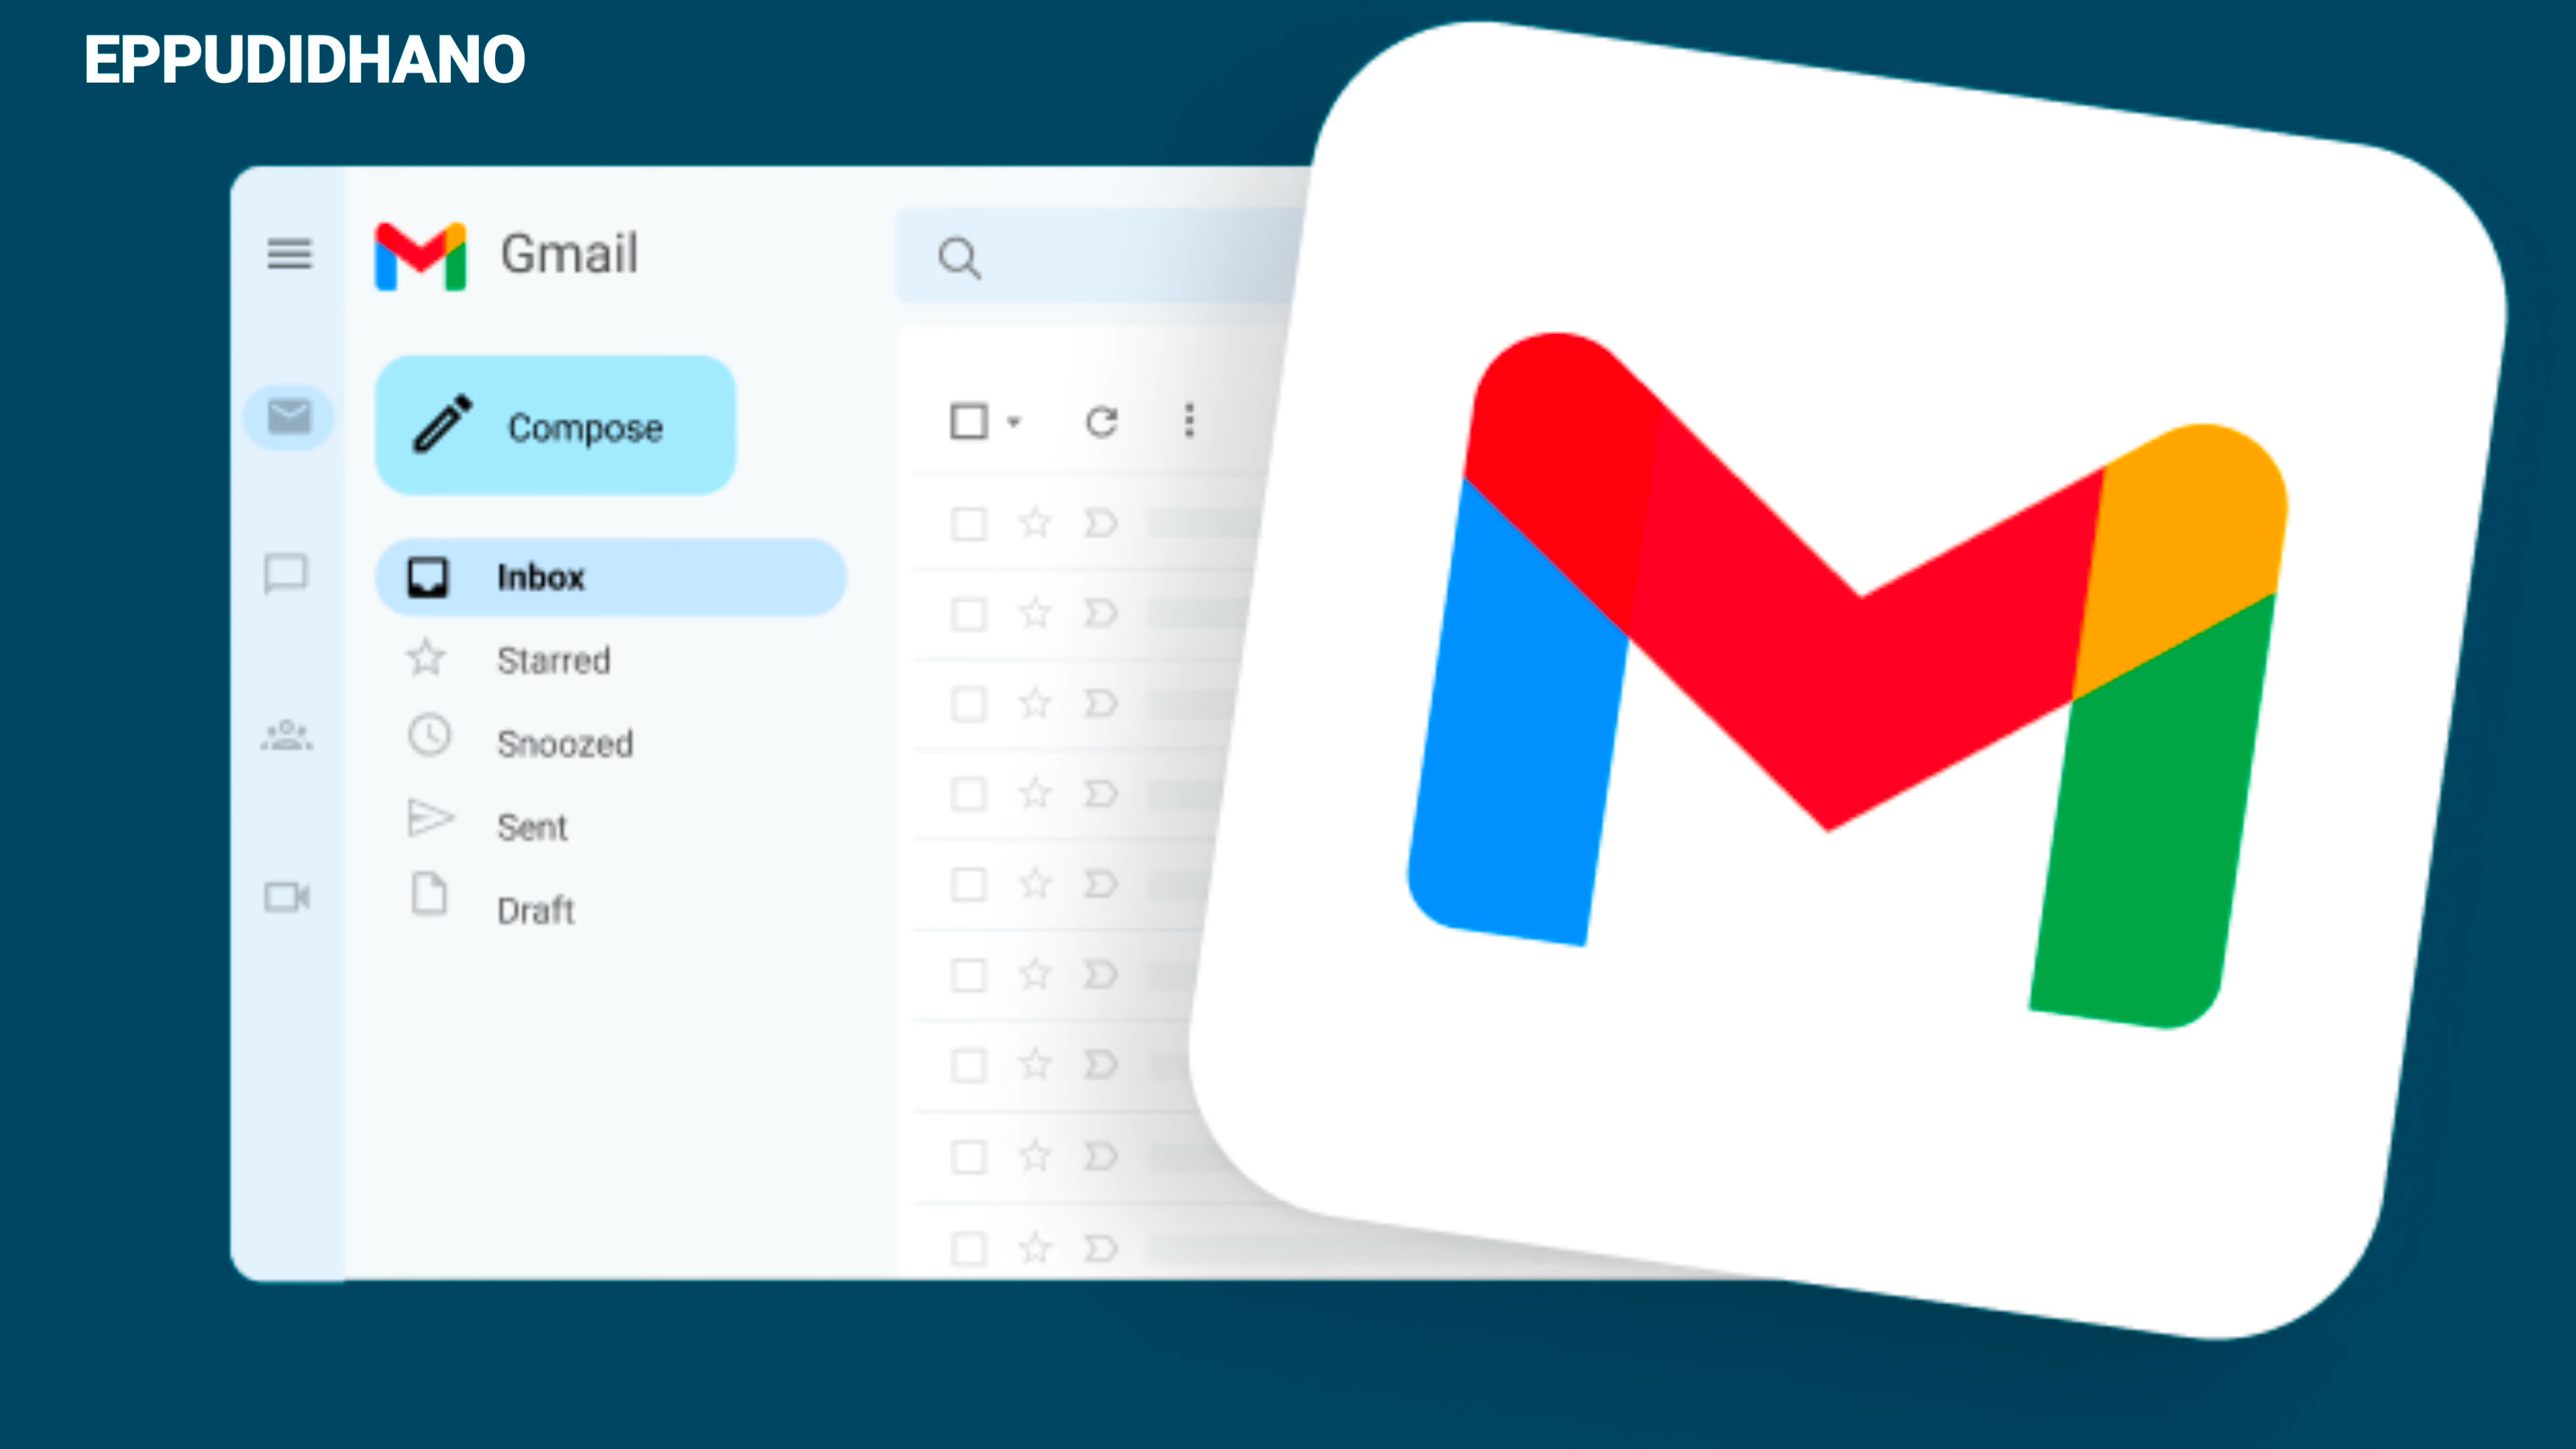 EPPUDIDHANO
Gmail
Compose
Inbox
Starred
Snoozed
Sent
Draft